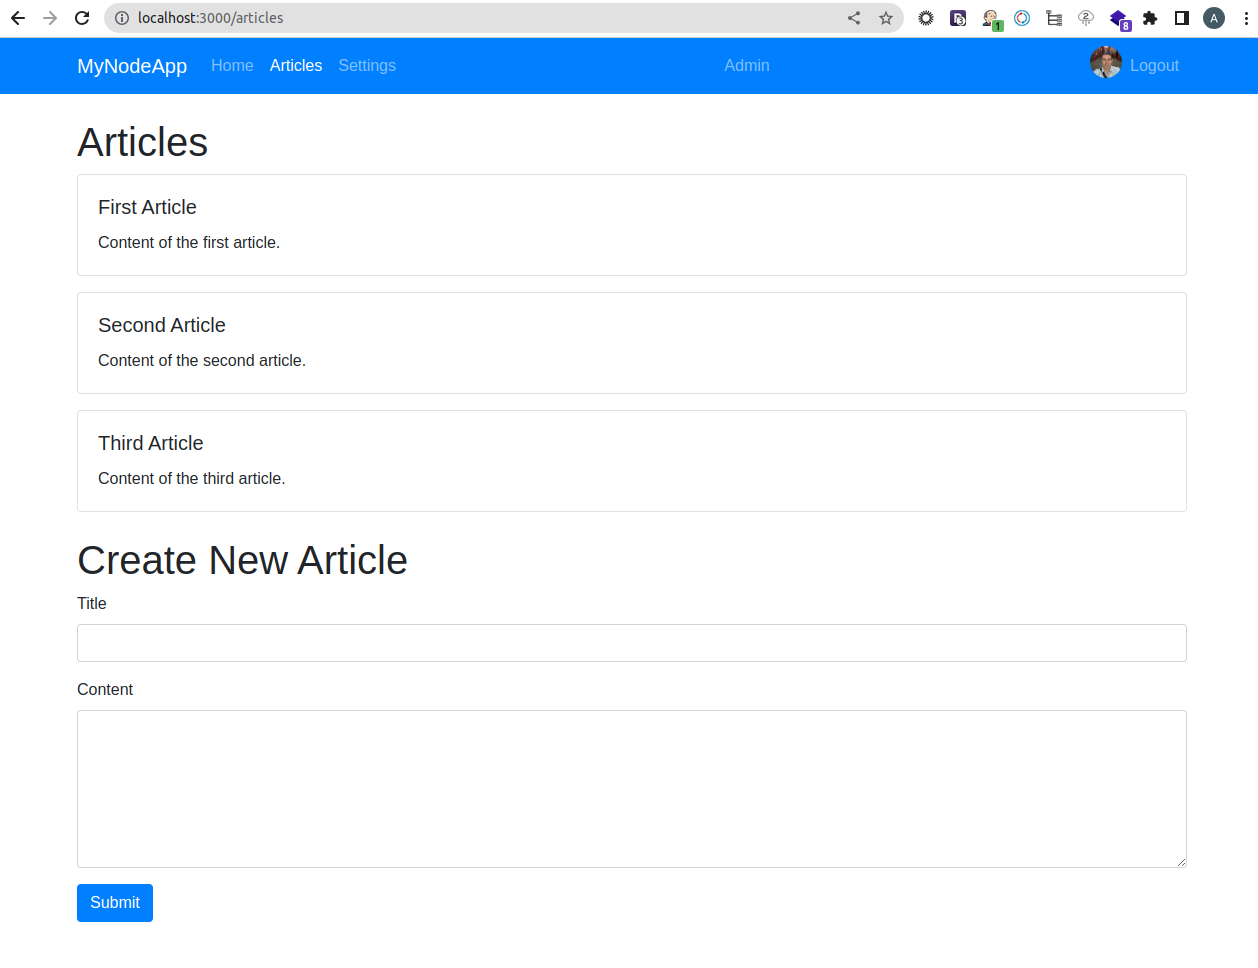 localhost:3000/articles
3
1
2
8
A
MyNodeApp Home Articles Settings Admin Logout
Articles
First Article
Content of the first article.
Second Article
Content of the second article.
Third Article
Content of the third article.
Create New Article
Title
Content
Submit